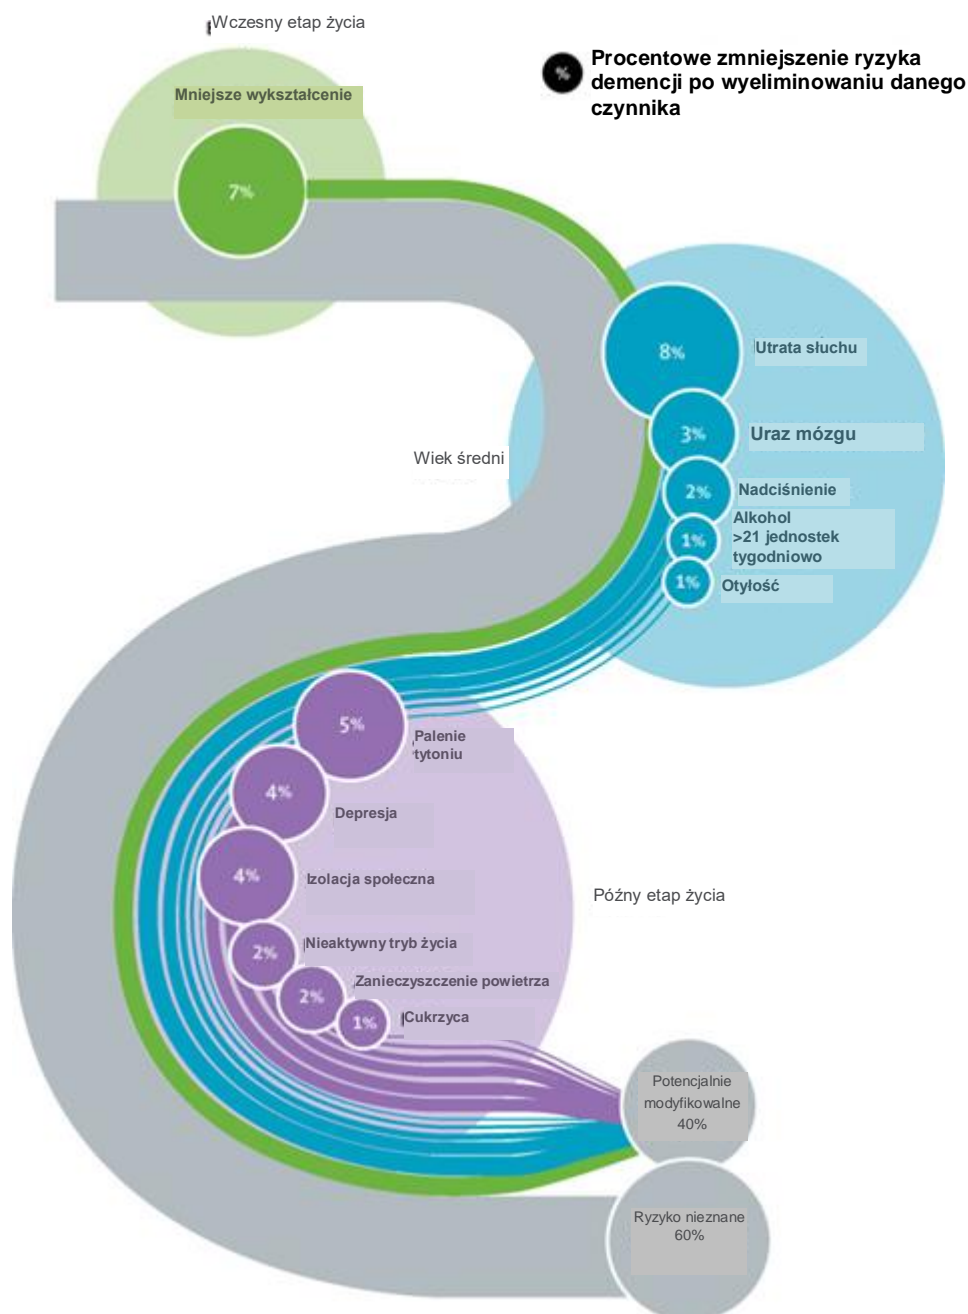 Wczesny etap życia
%
Procentowe zmniejszenie ryzyka
demencji po wyeliminowaniu danego
czynnika
Mniejsze wykształcenie
7%
8%
Utrata słuchu
3%
Uraz mózgu
Wiek średni
2%
Nadciśnienie
1%
Alkohol
>21 jednostek
tygodniowo
1%
Otyłość
5%
Palenie
tytoniu
4%
Depresja
4%
Izolacja społeczna
Późny etap życia
2%
Nieaktywny tryb życia
2%
Zanieczyszczenie powietrza
1%
Cukrzyca
Potencjalnie
modyfikowalne
40%
Ryzyko nieznane
60%